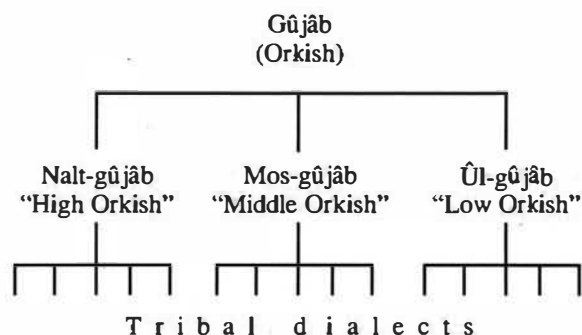 Gûjâb
(Orkish)
Nalt-gûjâb Mos-gûjâb Ûl-gûjâb
“High Orkish” “Middle Orkish” “Low Orkish”
Tribal dialects